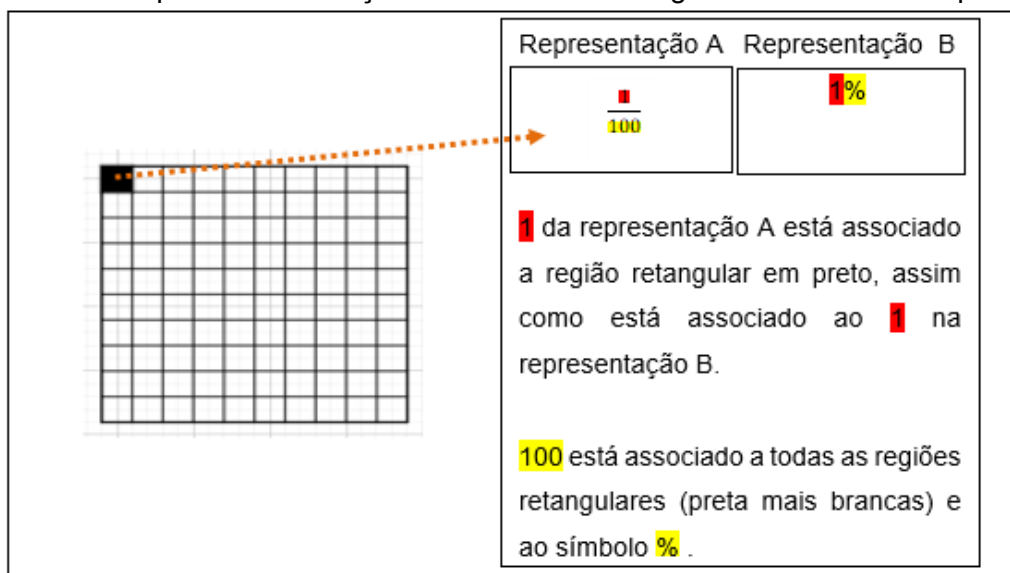 Representação A Representação B
1
100
1%
1 da representação A está associado
a região retangular em preto, assim
como está associado ao 1 na
representação B.
100 está associado a todas as regiões
retangulares (preta mais brancas) e
ao símbolo % .